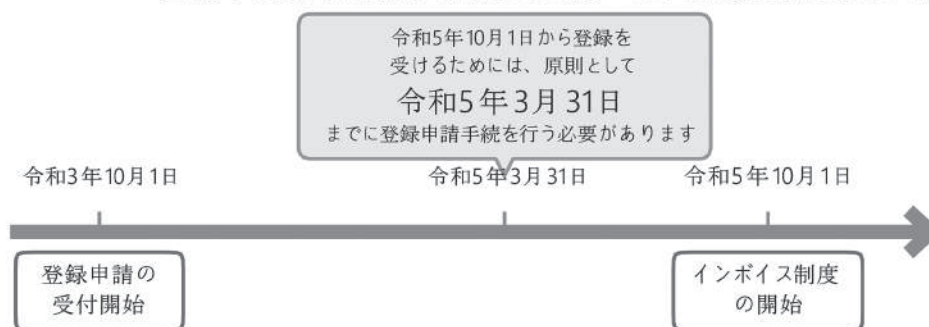 令和5年10月1日から登録を
受けるためには、原則として
令和5年3月31日
までに登録申請手続を行う必要があります
令和3年10月1日
令和5年3月31日
令和5年10月1日
登録申請の
受付開始
インボイス制度
の開始